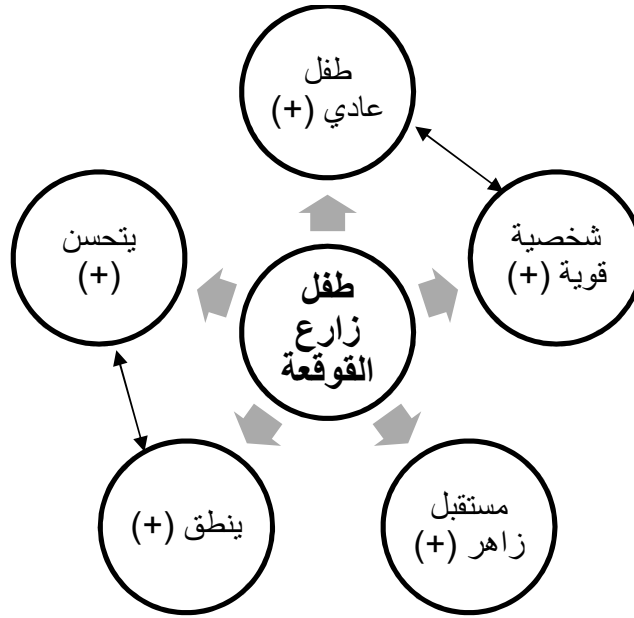 طفل
عادي (+)
شخصية
قوية (+)
يتحسن
(+)
طفل
زارع
القوقعة
مستقبل
زاهر (+)
ينطق (+)